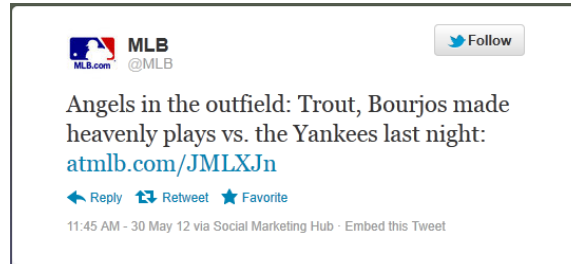 MLB
@MLB
MLB.com
Follow
Angels in the outfield: Trout, Bourjos made
heavenly plays vs. the Yankees last night:
atmlb.com/JMLXJn
Reply Retweet Favorite
11:45 AM - 30 May 12 via Social Marketing Hub · Embed this Tweet